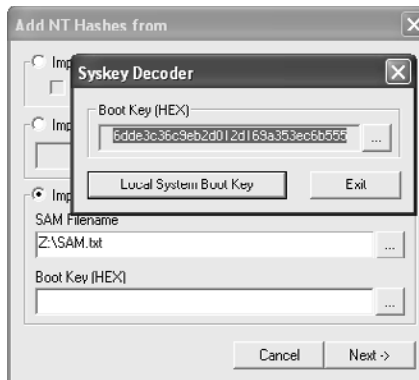 Add NT Hashes from
Imp
Syskey Decoder
Boot Key (HEX)
6dde3c36c9eb2d012d169a353ec6b555
...
Imp
Local System Boot Key
Exit
Imp
SAM Filename
Z:\SAM.txt
...
Boot Key (HEX)
...
Cancel
Next ->